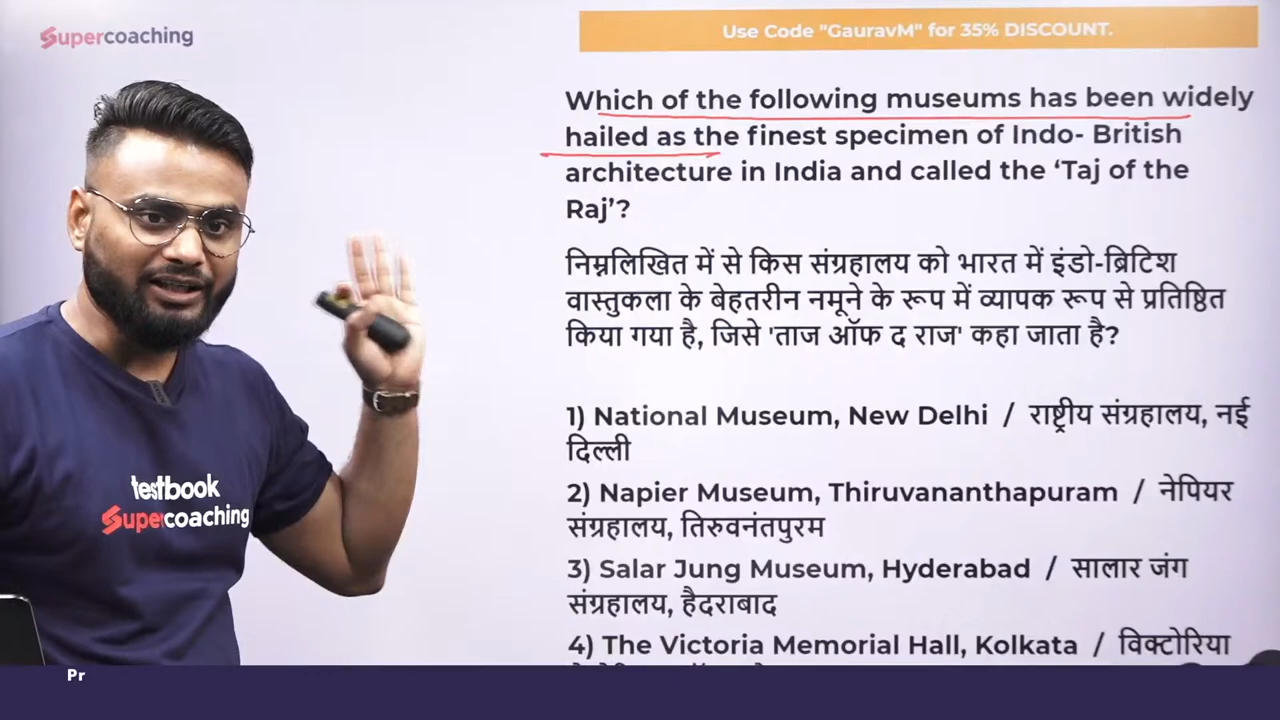 Supercoaching
Use Code "GauravM" for 35% DISCOUNT.
Which of the following museums has been widely
hailed as the finest specimen of Indo- British
architecture in India and called the ‘Taj of the
Raj’?
निम्नलिखित में से किस संग्रहालय को भारत में इंडो-ब्रिटिश
वास्तुकला के बेहतरीन नमूने के रूप में व्यापक रूप से प्रतिष्ठित
किया गया है, जिसे 'ताज ऑफ द राज' कहा जाता है?
1) National Museum, New Delhi / राष्ट्रीय संग्रहालय, नई
दिल्ली
2) Napier Museum, Thiruvananthapuram / नेपियर
संग्रहालय, तिरुवनंतपुरम
3) Salar Jung Museum, Hyderabad / सालार जंग
संग्रहालय, हैदराबाद
4) The Victoria Memorial Hall, Kolkata / विक्टोरिया
testbook
Supercoaching
Pr